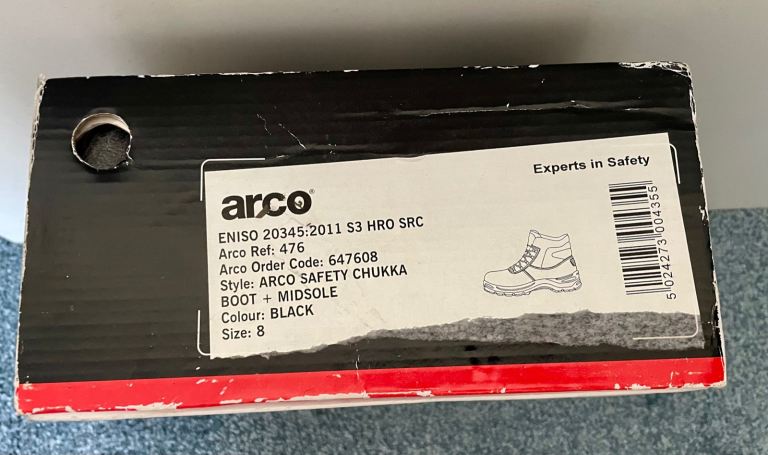 Experts in Safety
arco®
ENISO 20345:2011 S3 HRO SRC
Arco Ref: 476
Arco Order Code: 647608
Style: ARCO SAFETY CHUKKA
BOOT + MIDSOLE
Colour: BLACK
Size: 8
5 024273 004355